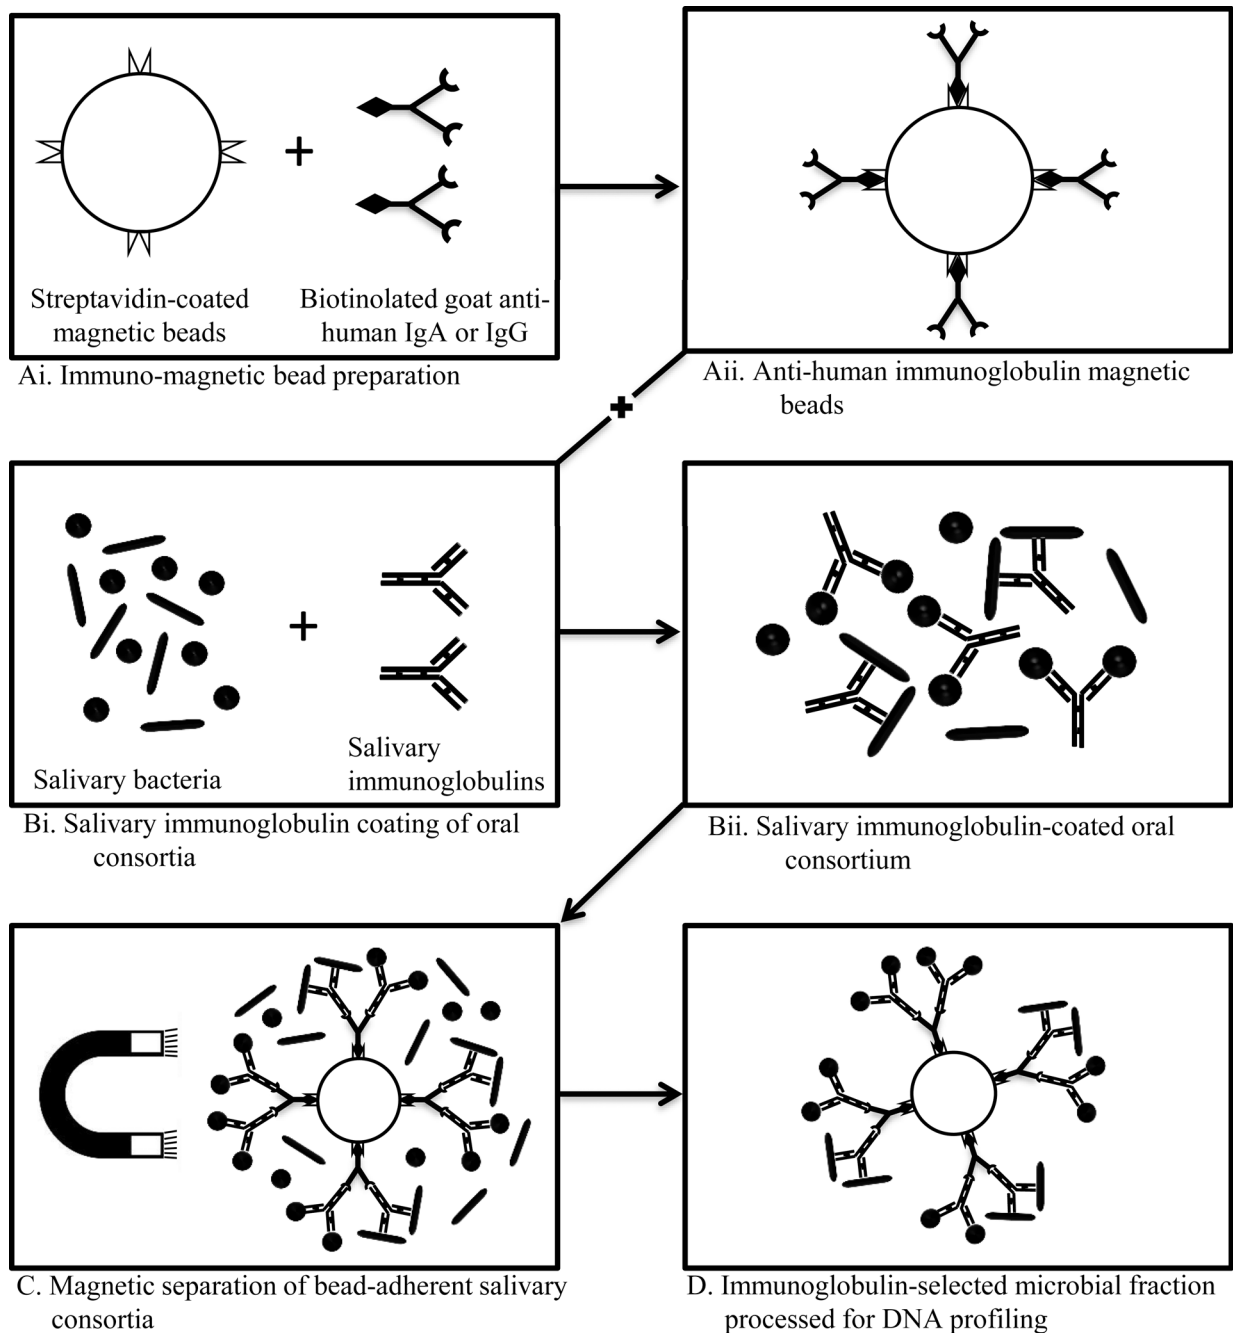 Streptavidin-coated
magnetic beads
+
Biotinolated goat anti-
human IgA or IgG
Ai. Immuno-magnetic bead preparation
Aii. Anti-human immunoglobulin magnetic
beads
+
Salivary bacteria
+
Salivary
immunoglobulins
Bi. Salivary immunoglobulin coating of oral
consortia
Bii. Salivary immunoglobulin-coated oral
consortium
C. Magnetic separation of bead-adherent salivary
consortia
D. Immunoglobulin-selected microbial fraction
processed for DNA profiling